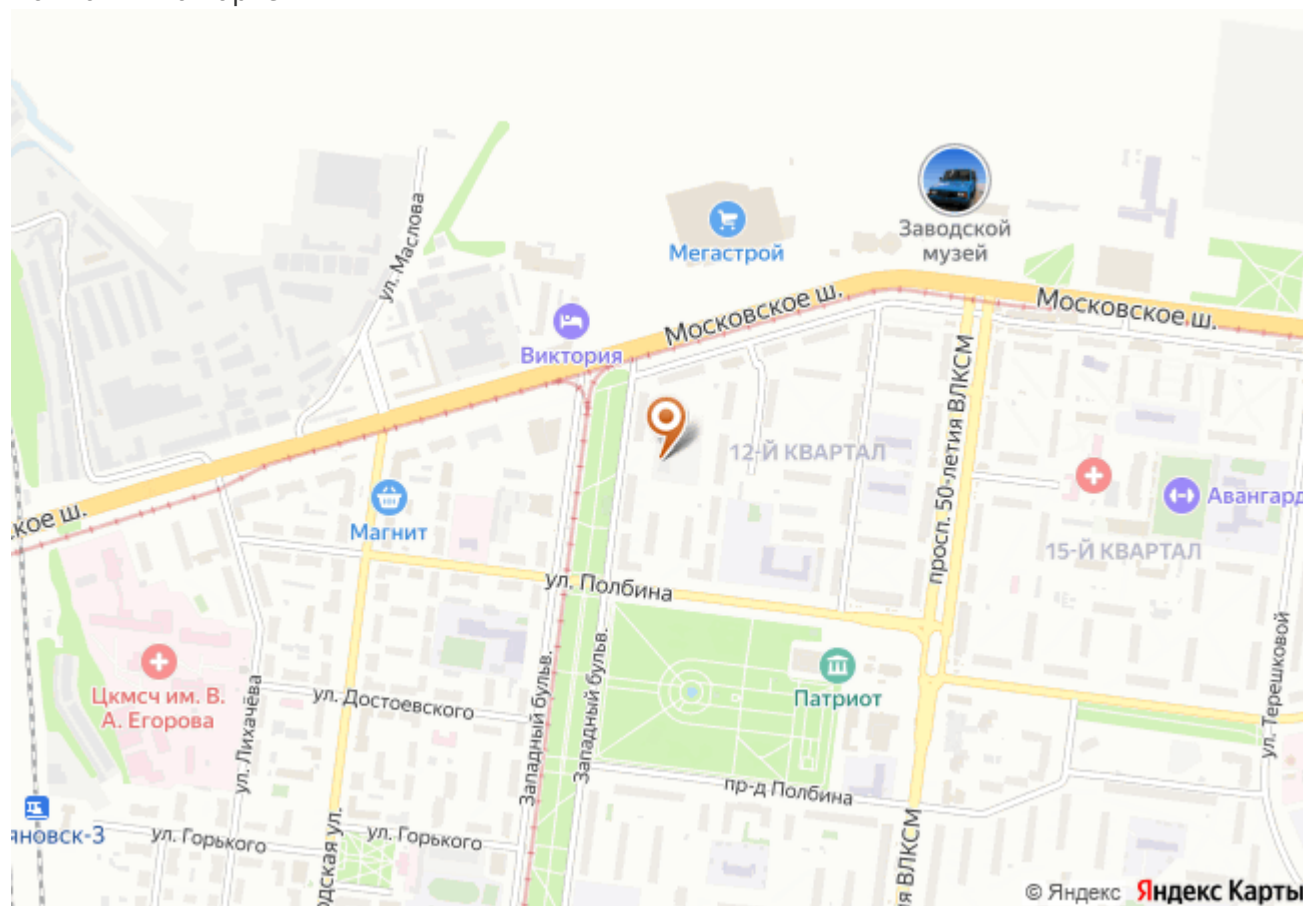 Заводской
музей
ул. Маслова
Мегастрой
Московское ш.
Московское ш.
Виктория
просп. 50-летия ВЛКСМ
12-Й КВАРТАЛ
Авангард
Магнит
ское ш.
15-Й КВАРТАЛ
ул. Полбина
Западный бульв.
Западный бульв.
ул. Терешковой
Цкмсч им. В.
А. Егорова
ул. Лихачёва
ул. Достоевского
Патриот
пр-д Полбина
яновск-3
ул. Горького
ул. Горького
одская ул.
я ВЛКСМ
© Яндекс Яндекс Карты